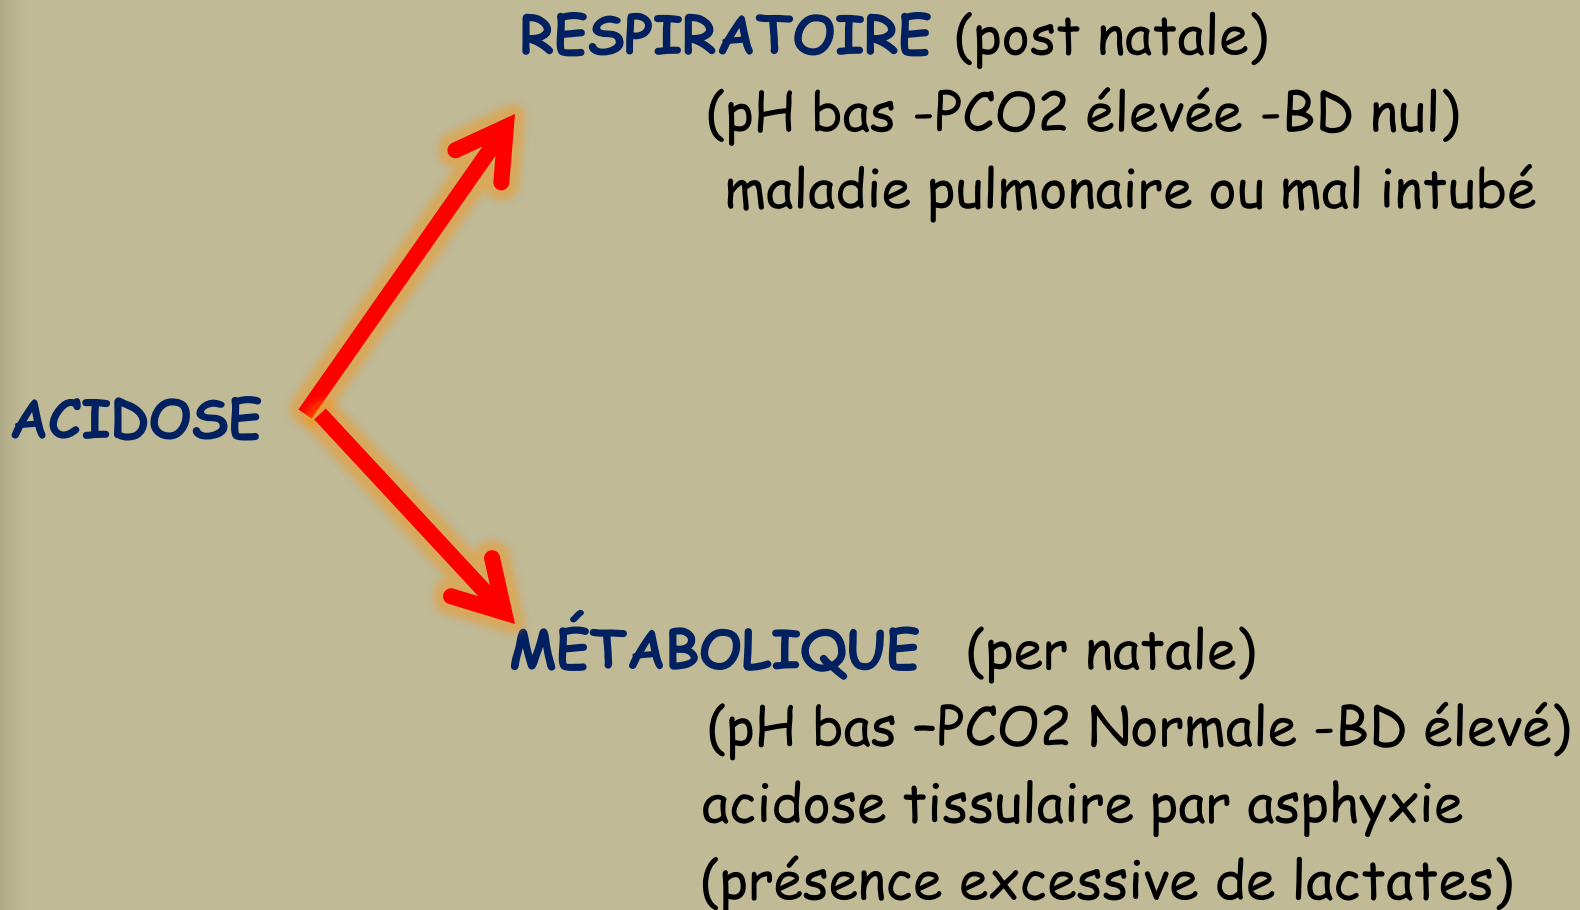 RESPIRATOIRE (post natale)
(pH bas -PCO2 élevée -BD nul)
maladie pulmonaire ou mal intubé
ACIDOSE
MÉTABOLIQUE (per natale)
(pH bas –PCO2 Normale -BD élevé)
acidose tissulaire par asphyxie
(présence excessive de lactates)